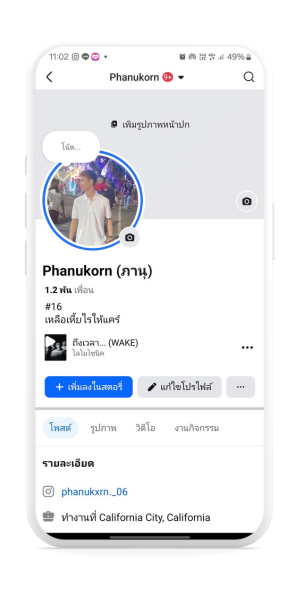 11:02
49%
Phanukorn 9+
เพิ่มรูปภาพหน้าปก
โน้ต...
Phanukorn (ภานุ)
1.2 พัน เพื่อน
#16
เหลือเหี้ยไรให้แคร์
ถึงเวลา... (WAKE)
ไลโมไซนิค
+ เพิ่มลงในสตอรี่
แก้ไขโปรไฟล์
...
โพสต์ รูปภาพ วิดีโอ งานกิจกรรม
รายละเอียด
phanukxrn._06
ทำงานที่ California City, California